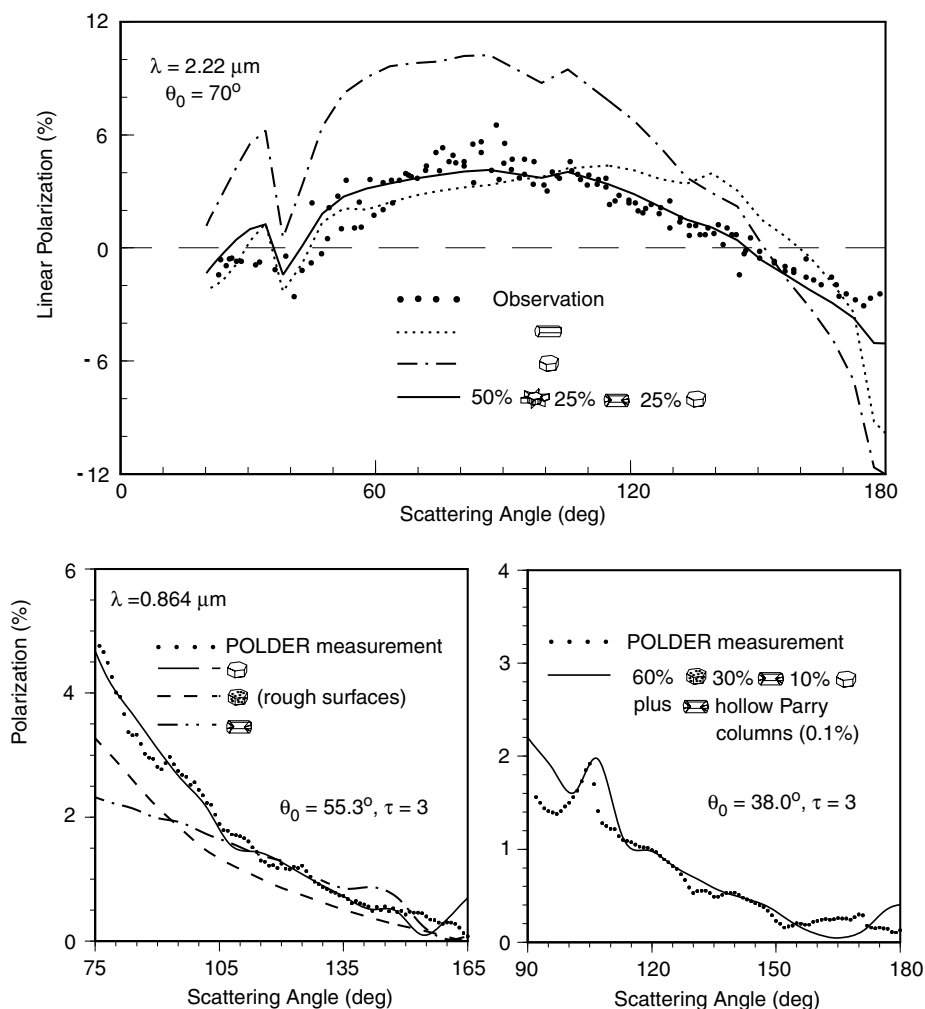 12
6
0
- 6
- 12
Linear Polarization (%)
λ = 2.22 μm
θ0 = 70o
Observation
50% 25% 25%
0 60 120 180
Scattering Angle (deg)
6
4
2
0
Polarization (%)
λ =0.864 μm
POLDER measurement
(rough surfaces)
θ0 = 55.3o, τ = 3
75 105 135 165
Scattering Angle (deg)
4
3
2
1
0
POLDER measurement
60% 30% 10%
plus hollow Parry
columns (0.1%)
θ0 = 38.0o, τ = 3
90 120 150 180
Scattering Angle (deg)